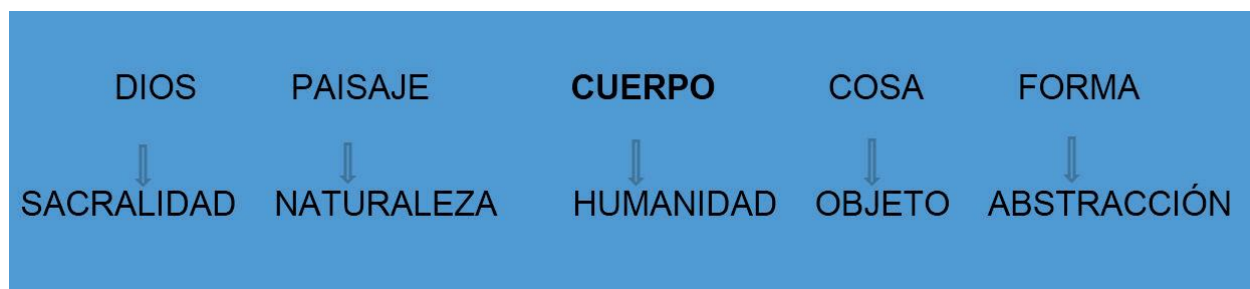 DIOS PAISAJE CUERPO COSA FORMA
SACRALIDAD NATURALEZA HUMANIDAD OBJETO ABSTRACCIÓN